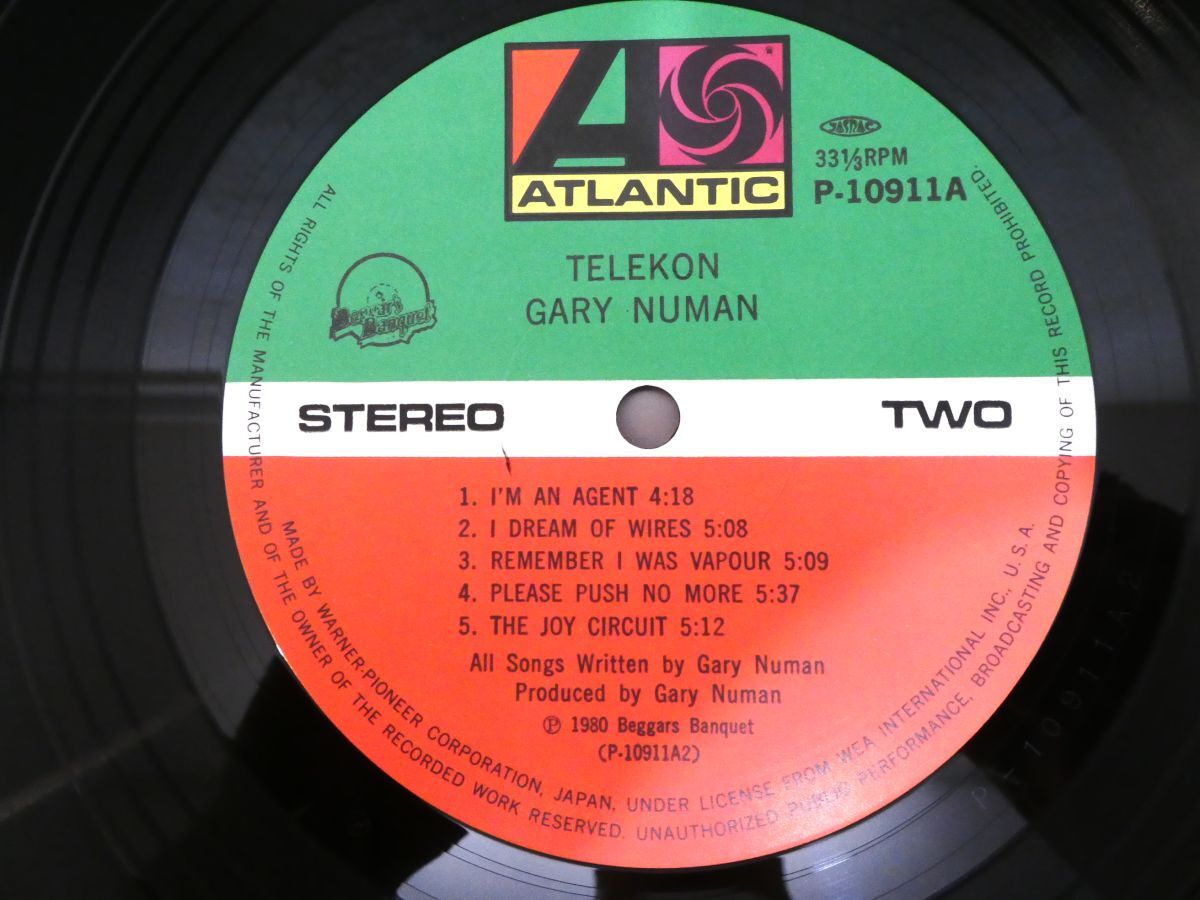 ATLANTIC
JASRAC
33⅓RPM
P-10911A
TELEKON
GARY NUMAN
Beggars
Banquet
STEREO
TWO
1. I'M AN AGENT 4:18
2. I DREAM OF WIRES 5:08
3. REMEMBER I WAS VAPOUR 5:09
4. PLEASE PUSH NO MORE 5:37
5. THE JOY CIRCUIT 5:12
All Songs Written by Gary Numan
Produced by Gary Numan
Ⓟ 1980 Beggars Banquet
(P-10911A2)
MADE BY WARNER-PIONEER CORPORATION, JAPAN, UNDER LICENSE FROM WEA INTERNATIONAL INC., U.S.A.
ALL RIGHTS OF THE MANUFACTURER AND OF THE OWNER OF THE RECORDED WORK RESERVED. UNAUTHORIZED PUBLIC PERFORMANCE, BROADCASTING AND COPYING OF THIS RECORD PROHIBITED.